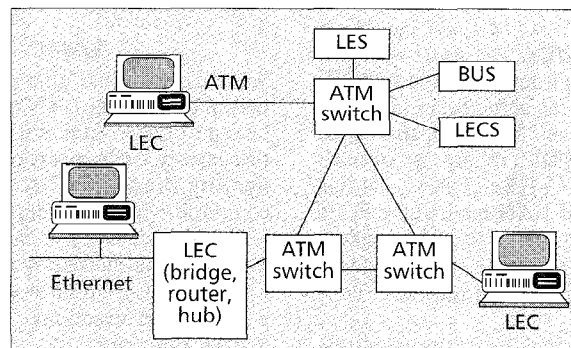 LES
ATM
BUS
ATM
switch
LECS
LEC
LEC
(bridge,
router,
hub)
ATM
switch
ATM
switch
Ethernet
LEC